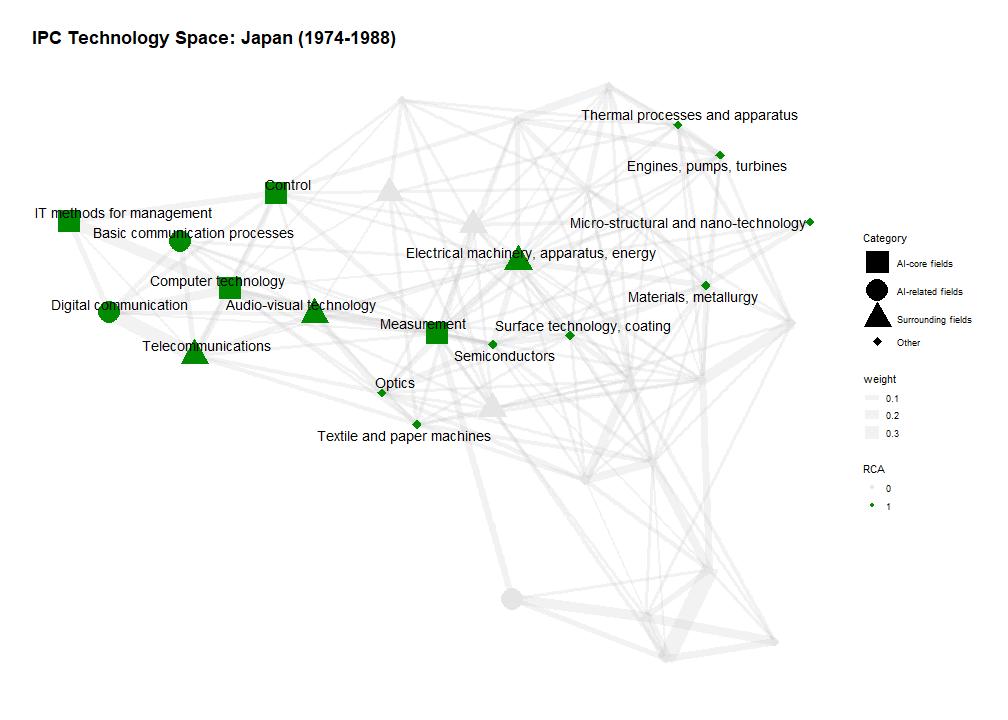 IPC Technology Space: Japan (1974-1988)
Thermal processes and apparatus
Engines, pumps, turbines
Control
IT methods for management
Micro-structural and nano-technology
Basic communication processes
Electrical machinery, apparatus, energy
Computer technology
Materials, metallurgy
Digital communication
Audio-visual technology
Measurement
Surface technology, coating
Telecommunications
Semiconductors
Optics
Textile and paper machines
Category
AI-core fields
AI-related fields
Surrounding fields
Other
weight
0.1
0.2
0.3
RCA
0
1